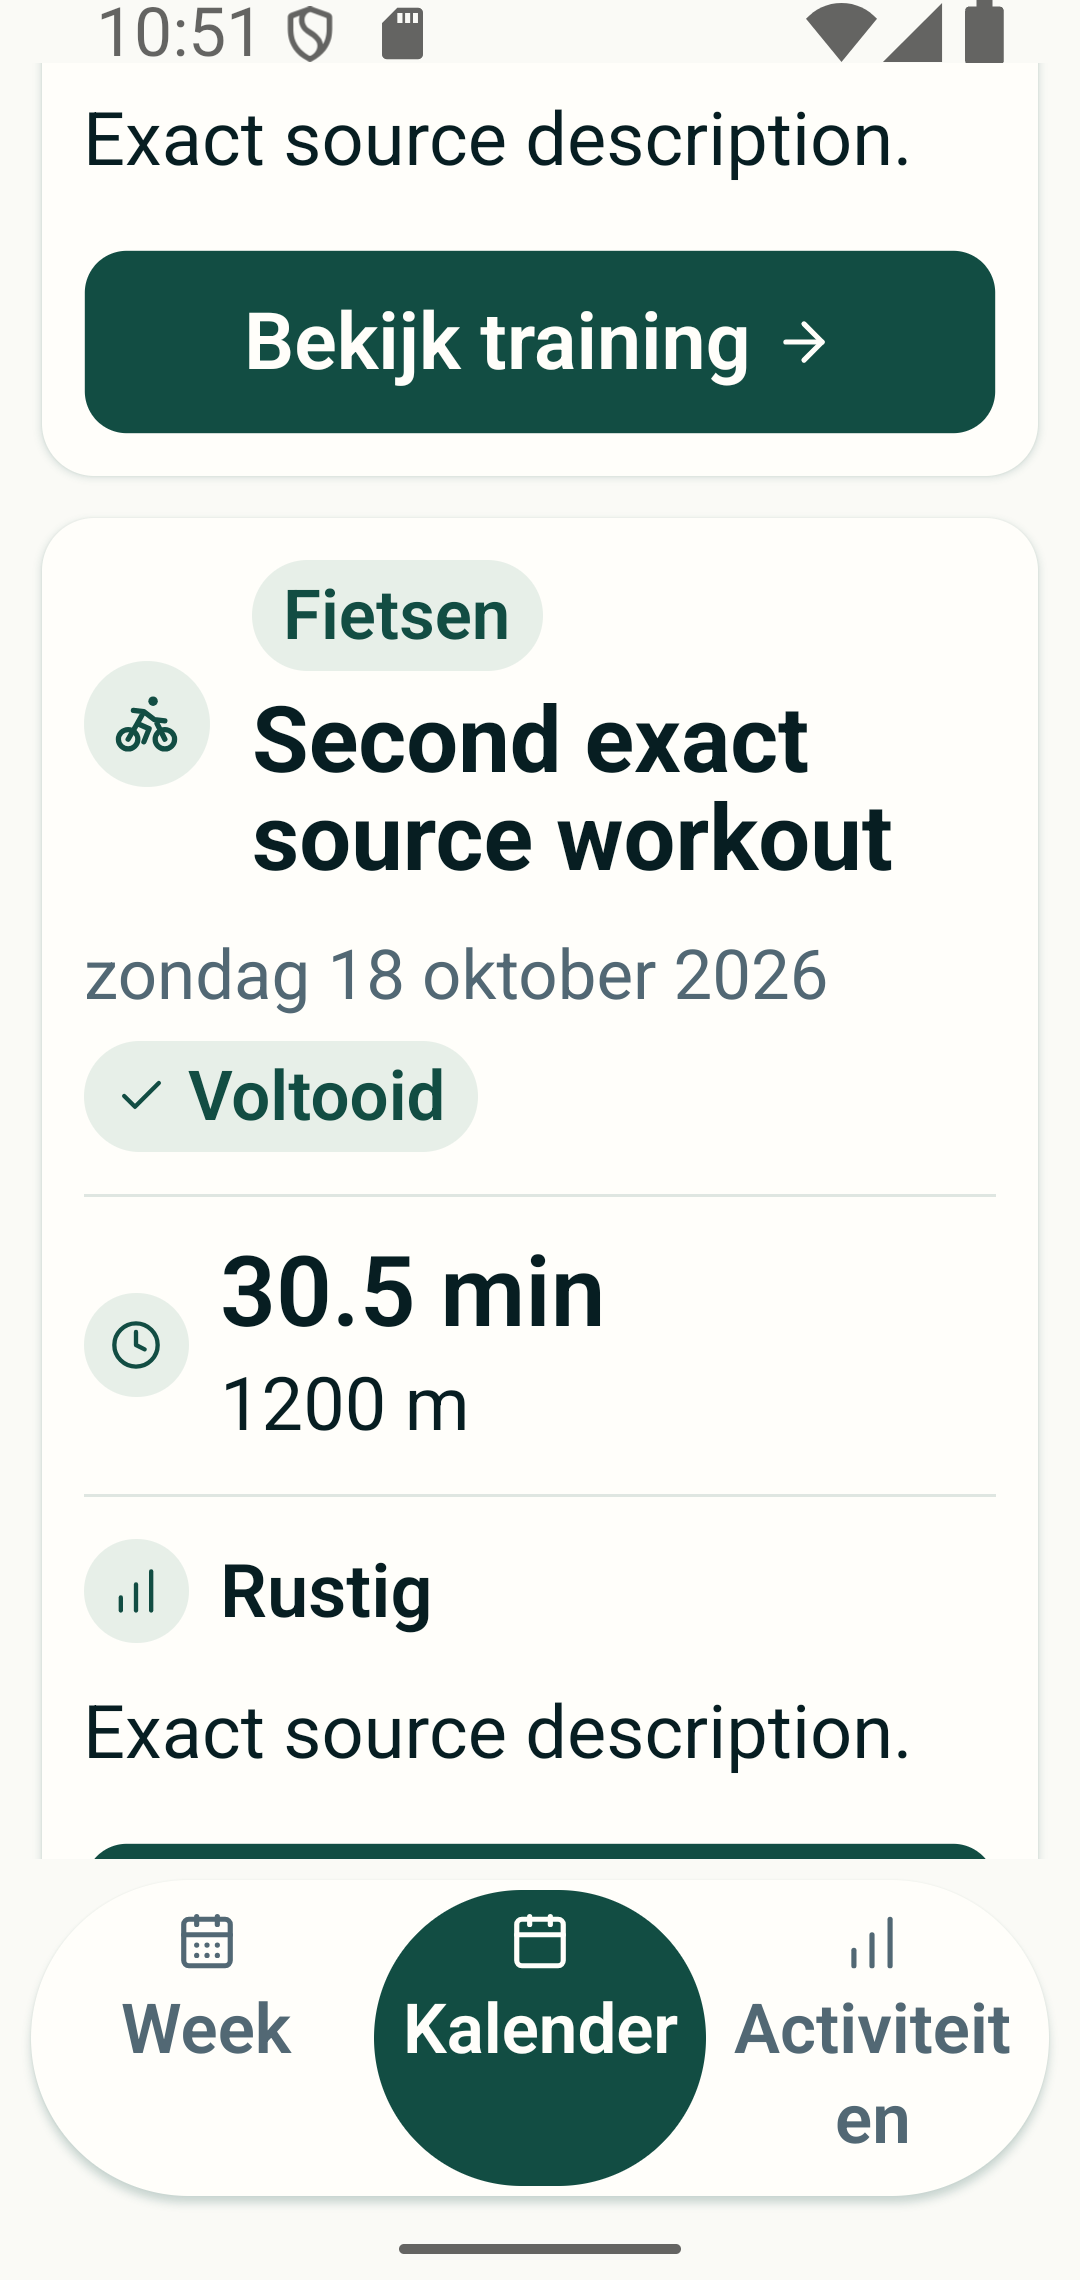 10:51
Exact source description.
Bekijk training
Fietsen
Second exact
source workout
zondag 18 oktober 2026
Voltooid
30.5 min
1200 m
Rustig
Exact source description.
Week
Kalender
Activiteit
en